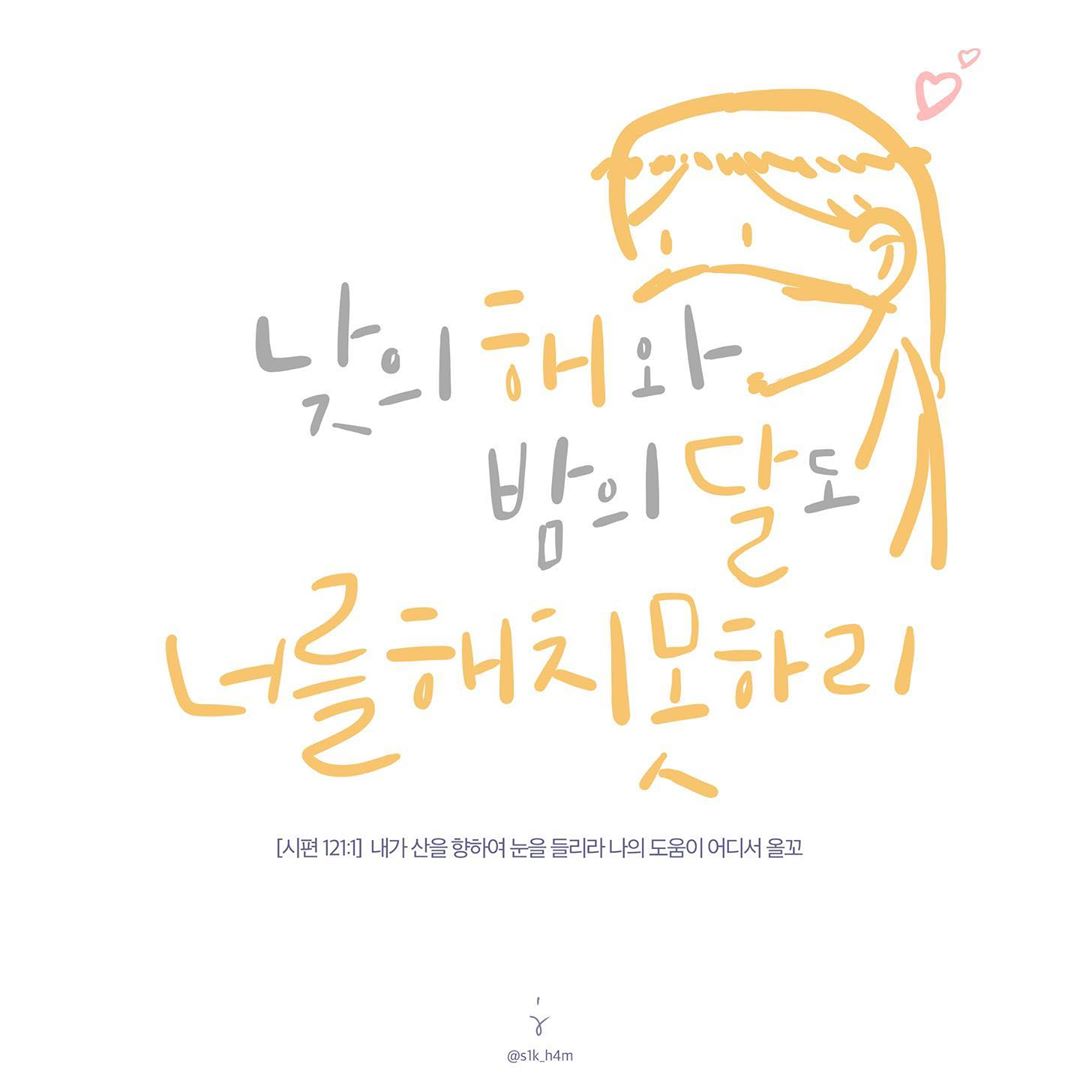 낮의 해와
밤의 달도
너를 해치 못하리
[시편 121:1] 내가 산을 향하여 눈을 들리라 나의 도움이 어디서 올꼬
@s1k_h4m